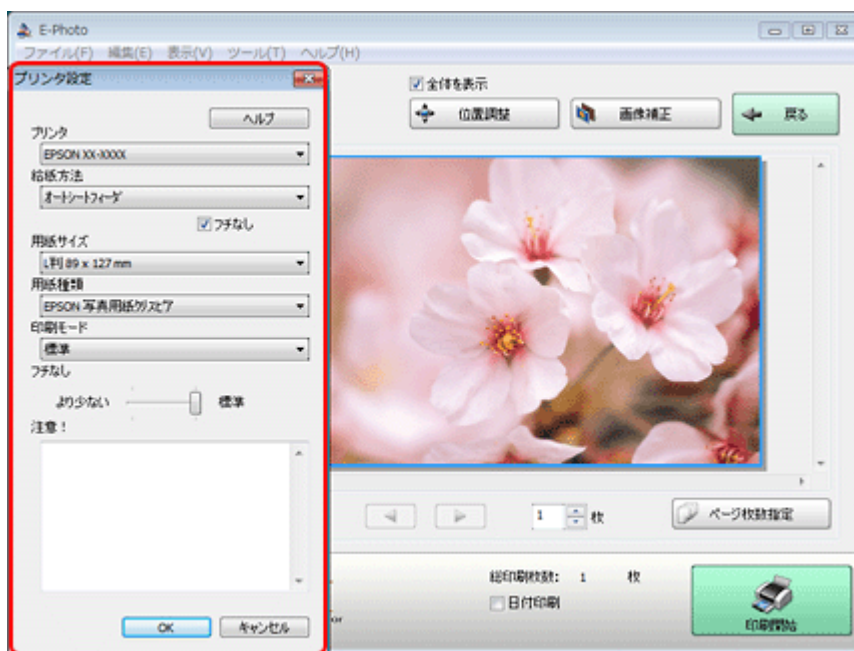 E-Photo
ファイル(F) 編集(E) 表示(V) ツール(T) ヘルプ(H)
プリンタ設定
ヘルプ
プリンタ
EPSON XX-XXXX
給紙方法
オートシートフィーダ
フチなし
用紙サイズ
L判 89 x 127 mm
用紙種類
EPSON 写真用紙クリスピア
印刷モード
標準
フチなし
より少ない 標準
注意！
OK キャンセル
全体を表示
位置調整 画像補正 戻る
1 枚 ページ枚数指定
総印刷枚数: 1 枚
日付印刷
印刷開始